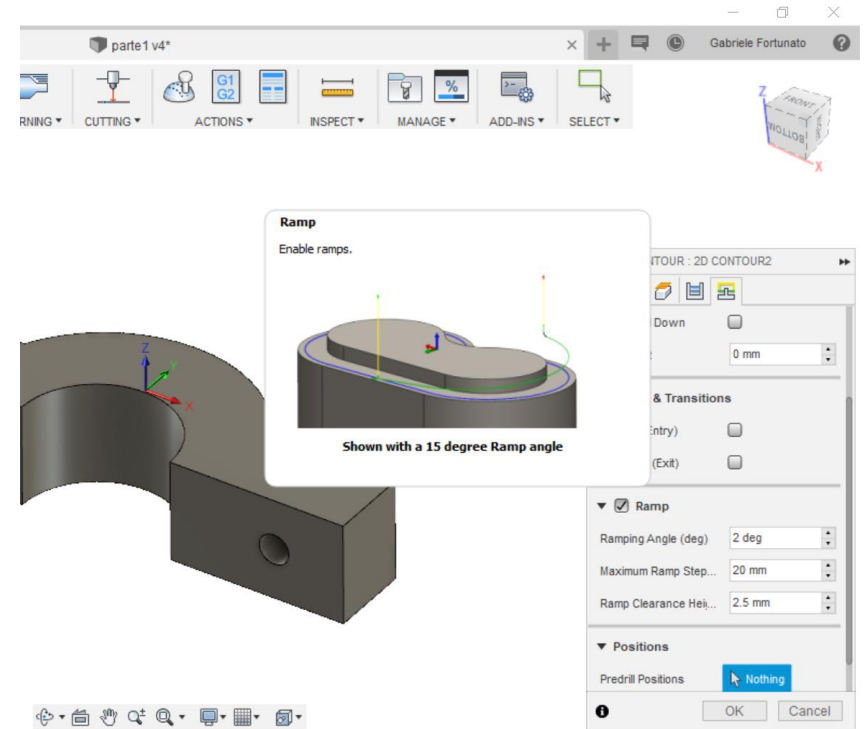 parte1 v4*
Gabriele Fortunato
G1
G2
%
RNING
CUTTING
ACTIONS
INSPECT
MANAGE
ADD-INS
SELECT
Z
FRONT
BOTTOM
X
Ramp
Enable ramps.
Shown with a 15 degree Ramp angle
NTOUR : 2D CONTOUR2
Down
0 mm
& Transitions
Entry)
(Exit)
Ramp
Ramping Angle (deg)
2 deg
Maximum Ramp Step...
20 mm
Ramp Clearance Hei...
2.5 mm
Positions
Predrill Positions
Nothing
OK
Cancel
Z
Y
X